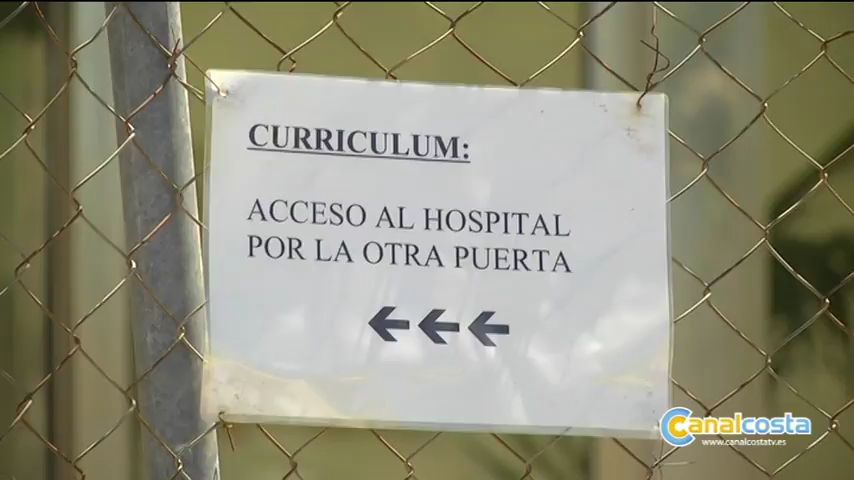 CURRICULUM:
ACCESO AL HOSPITAL
POR LA OTRA PUERTA
Canalcosta
www.canalcostatv.es